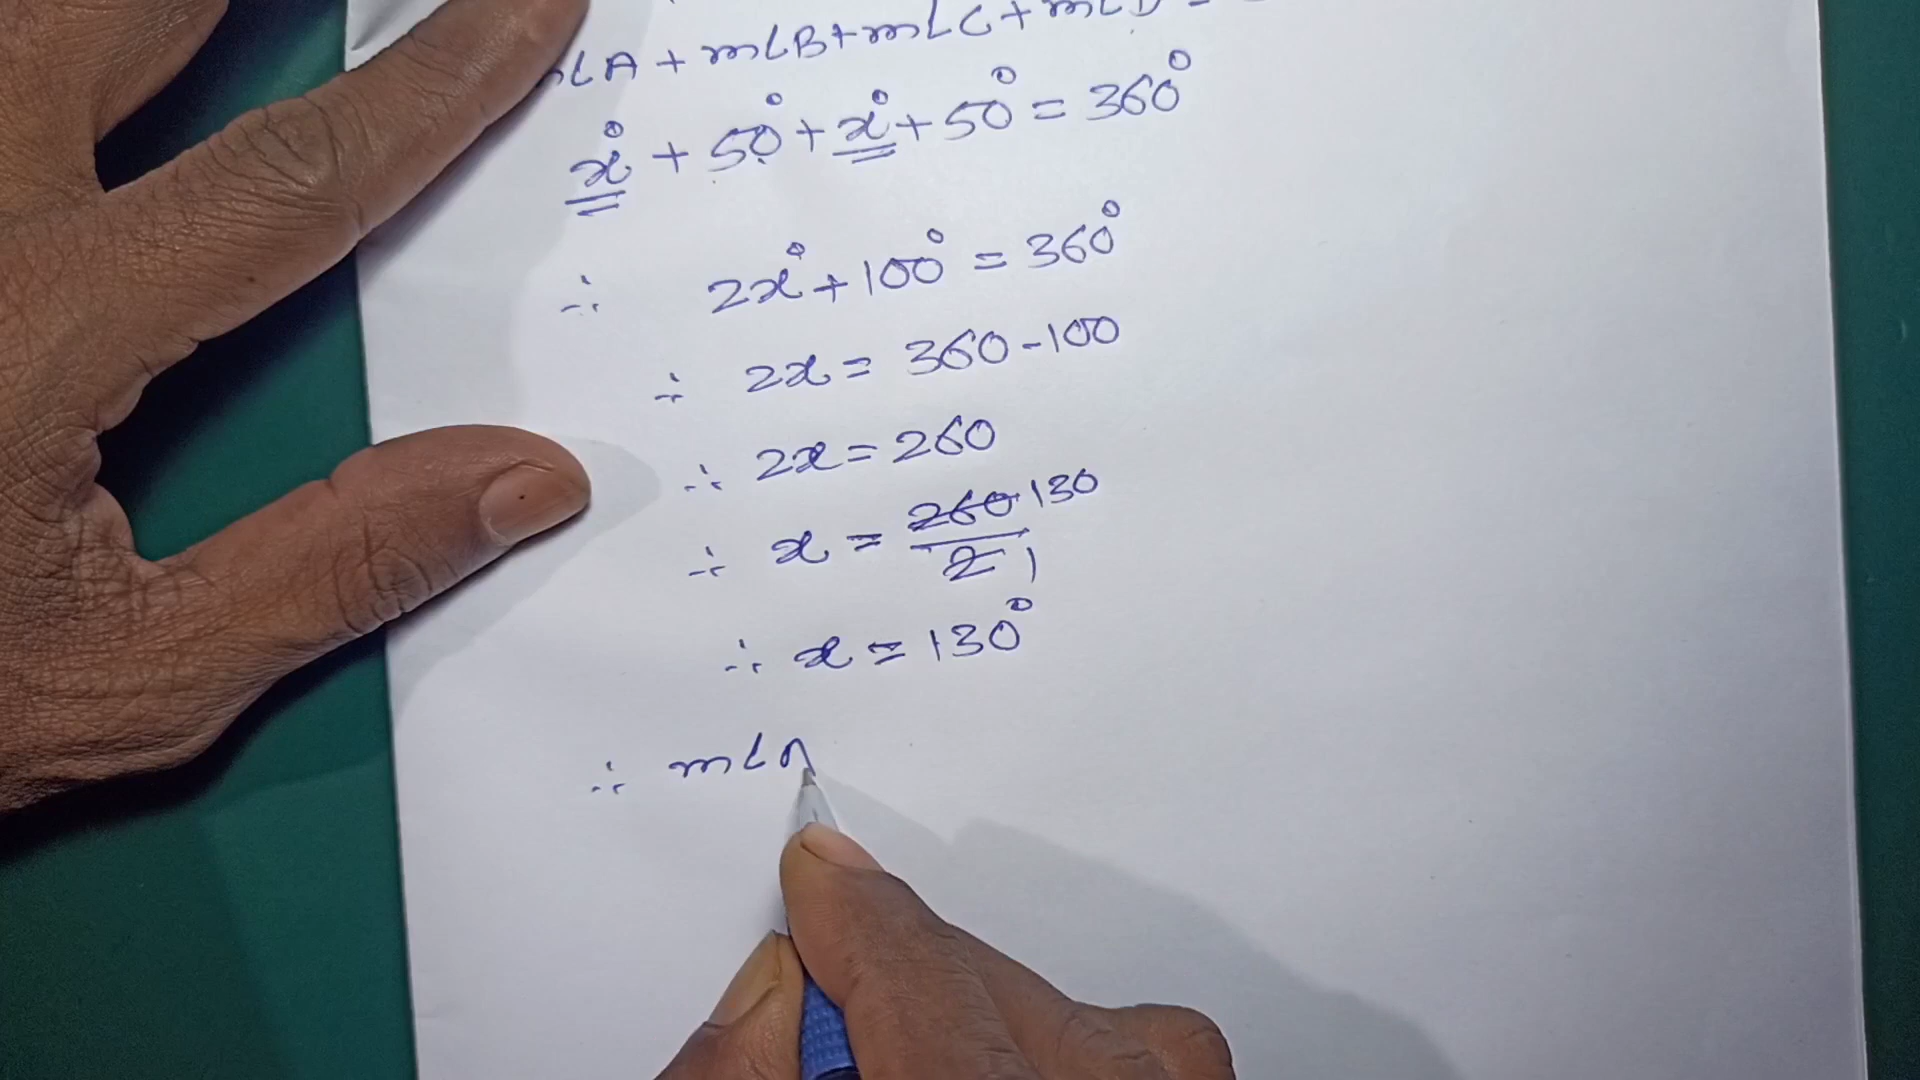 m∠A + m∠B + m∠C + m∠D =
x° + 50° + x° + 50° = 360°
∴ 2x° + 100° = 360°
∴ 2x = 360 - 100
∴ 2x = 260
∴ x = 260/2 130 1
∴ x = 130°
∴ m∠A